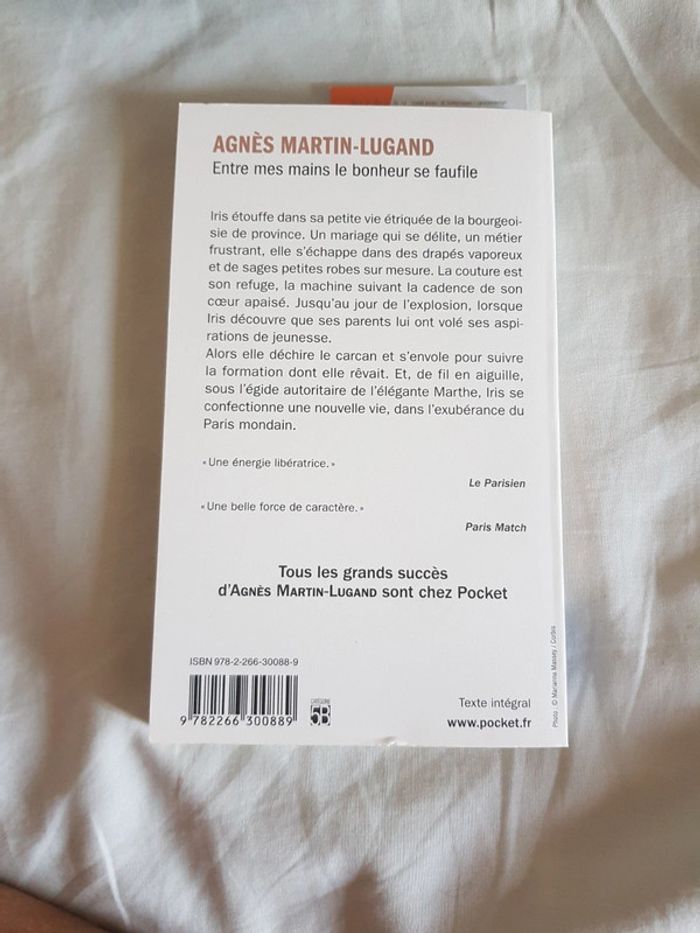 AGNÈS MARTIN-LUGAND
Entre mes mains le bonheur se faufile
Iris étouffe dans sa petite vie étriquée de la bourgeoi-
sie de province. Un mariage qui se délite, un métier
frustrant, elle s'échappe dans des drapés vaporeux
et de sages petites robes sur mesure. La couture est
son refuge, la machine suivant la cadence de son
cœur apaisé. Jusqu'au jour de l'explosion, lorsque
Iris découvre que ses parents lui ont volé ses aspi-
rations de jeunesse.
Alors elle déchire le carcan et s'envole pour suivre
la formation dont elle rêvait. Et, de fil en aiguille,
sous l'égide autoritaire de l'élégante Marthe, Iris se
confectionne une nouvelle vie, dans l'exubérance du
Paris mondain.
« Une énergie libératrice. »
Le Parisien
« Une belle force de caractère. »
Paris Match
Tous les grands succès
d'AGNÈS MARTIN-LUGAND sont chez Pocket
ISBN 978-2-266-30088-9
9 782266 300889
CATÉGORIE
5B
Texte intégral
www.pocket.fr
Photo : © Marianna Massey / Corbis